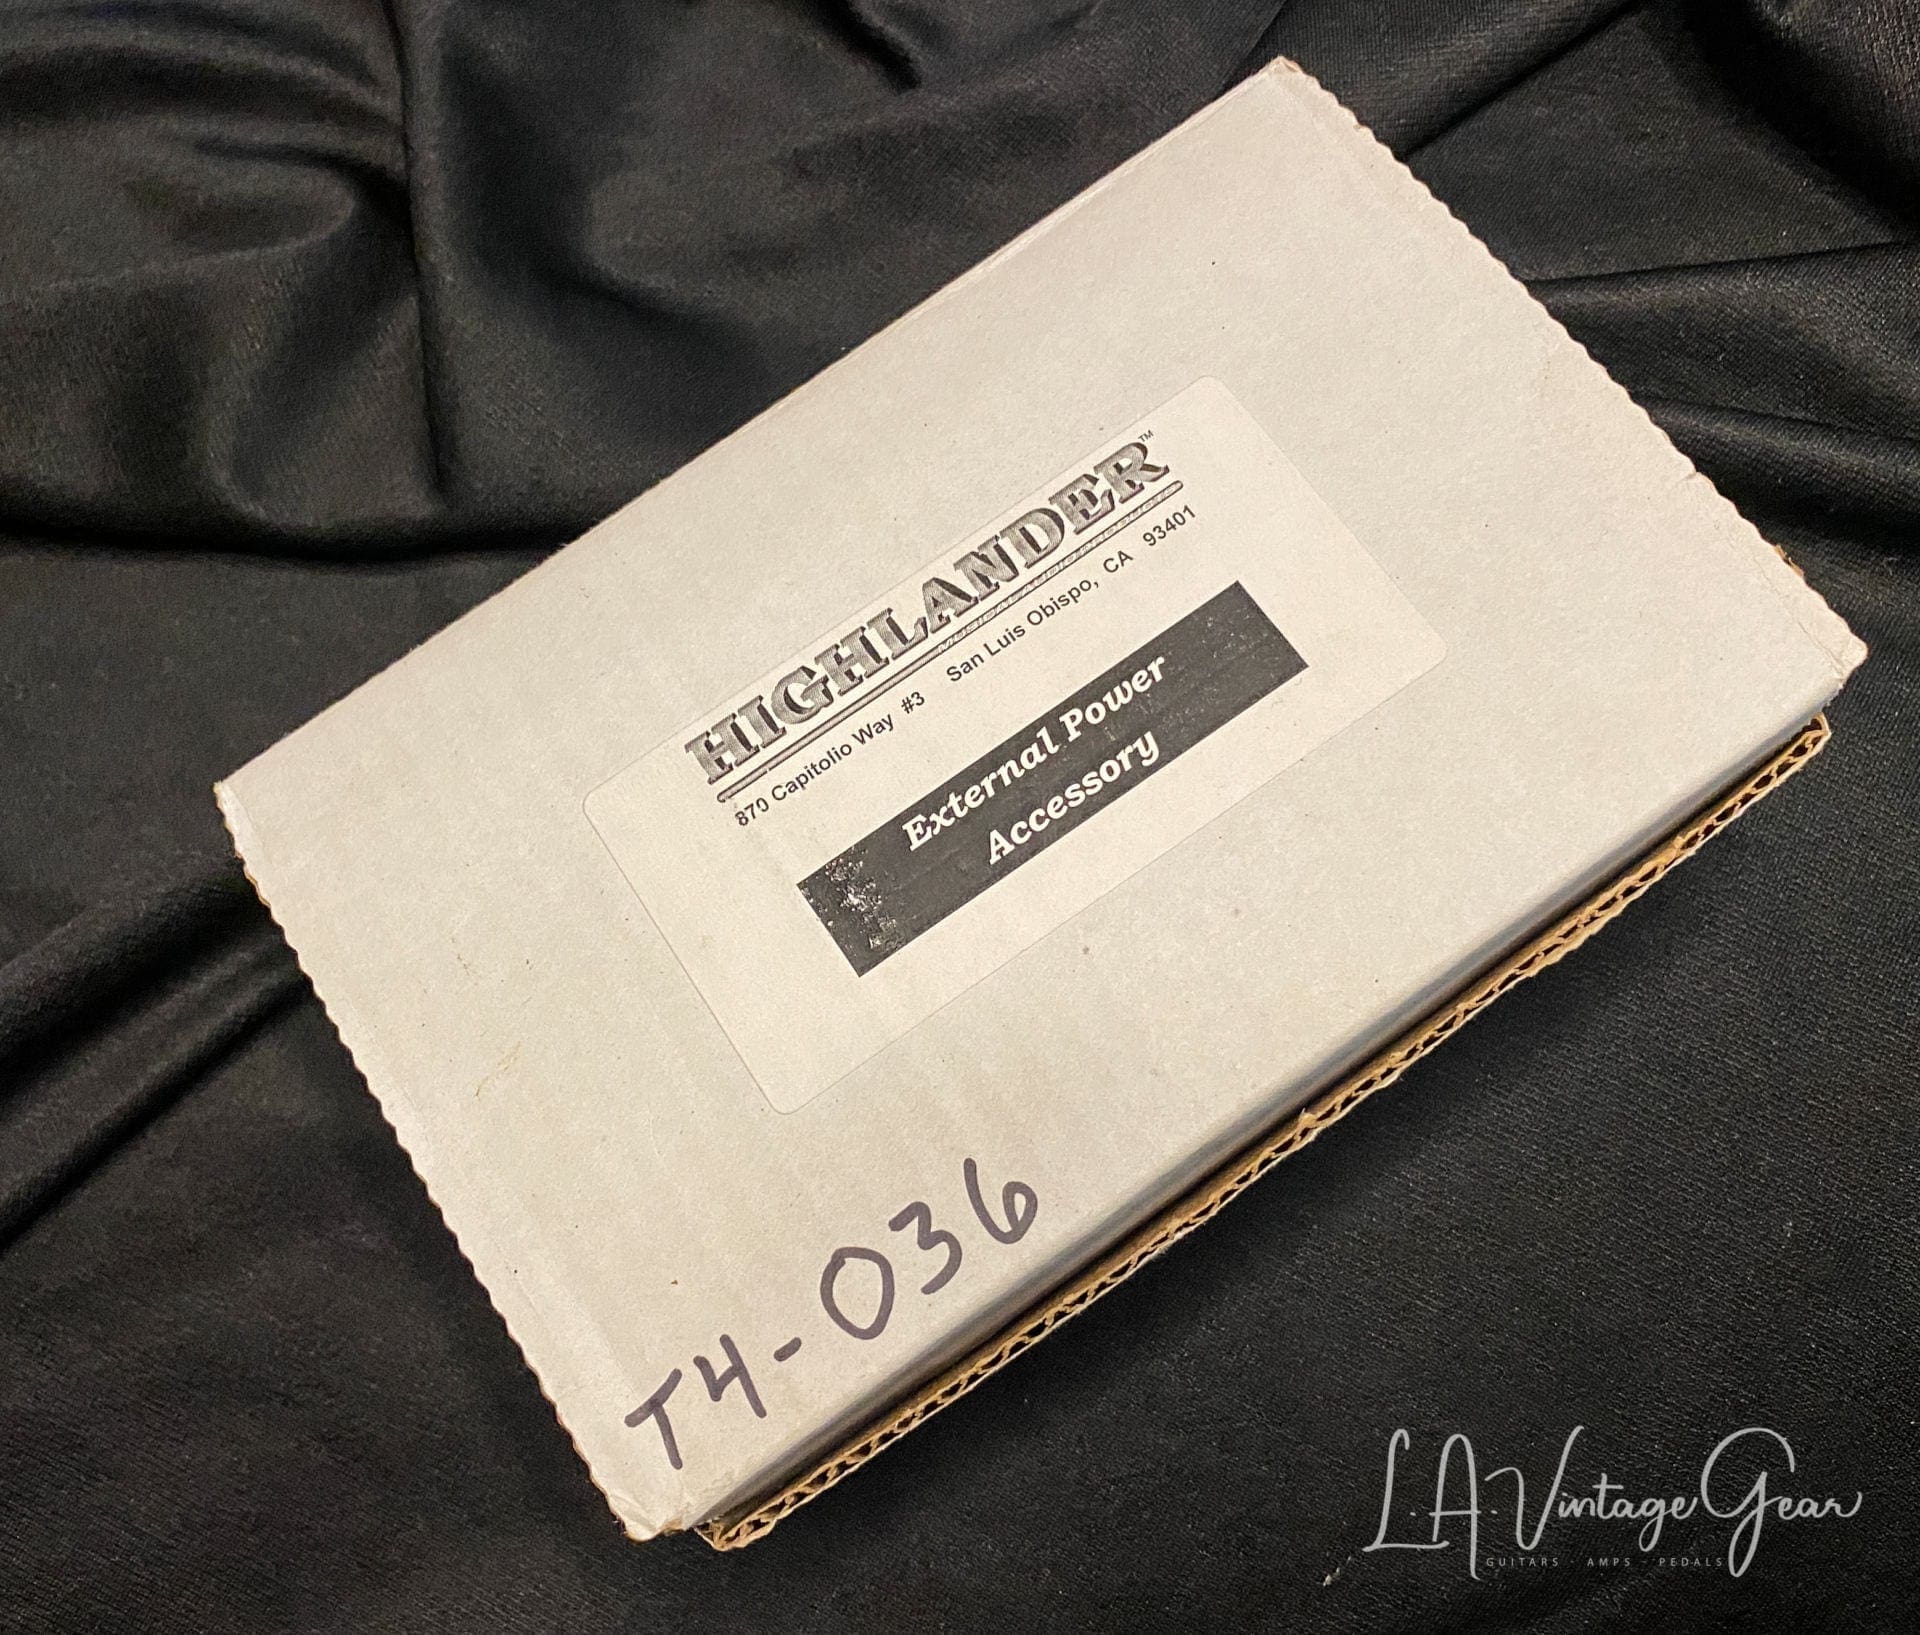 HIGHLANDER™
MUSICAL AUDIO PRODUCTS
870 Capitolio Way #3 San Luis Obispo, CA 93401
External Power
Accessory
T4-036
L.A. Vintage Gear
GUITARS - AMPS - PEDALS